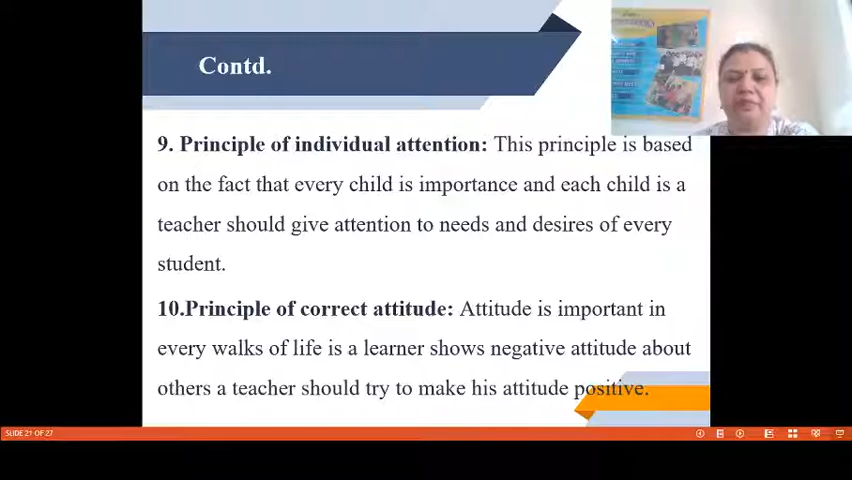 Contd.
9. Principle of individual attention: This principle is based
on the fact that every child is importance and each child is a
teacher should give attention to needs and desires of every
student.
10.Principle of correct attitude: Attitude is important in
every walks of life is a learner shows negative attitude about
others a teacher should try to make his attitude positive.
SLIDE 21 OF 27